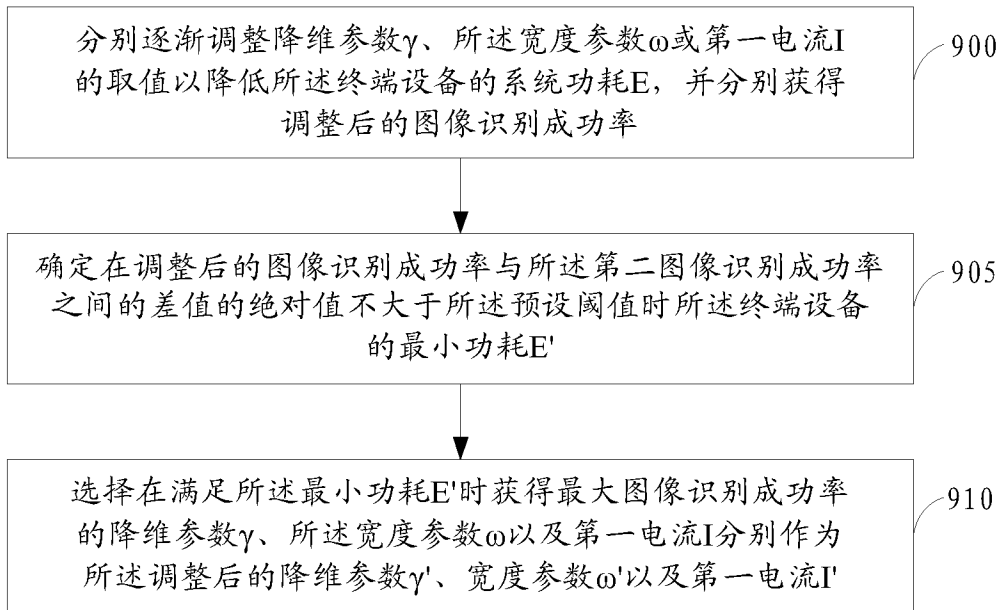 分别逐渐调整降维参数γ、所述宽度参数ω或第一电流I
的取值以降低所述终端设备的系统功耗E，并分别获得
调整后的图像识别成功率
900
确定在调整后的图像识别成功率与所述第二图像识别成功率
之间的差值的绝对值不大于所述预设阈值时所述终端设备
的最小功耗E'
905
选择在满足所述最小功耗E'时获得最大图像识别成功率
的降维参数γ、所述宽度参数ω以及第一电流I分别作为
所述调整后的降维参数γ'、宽度参数ω'以及第一电流I'
910